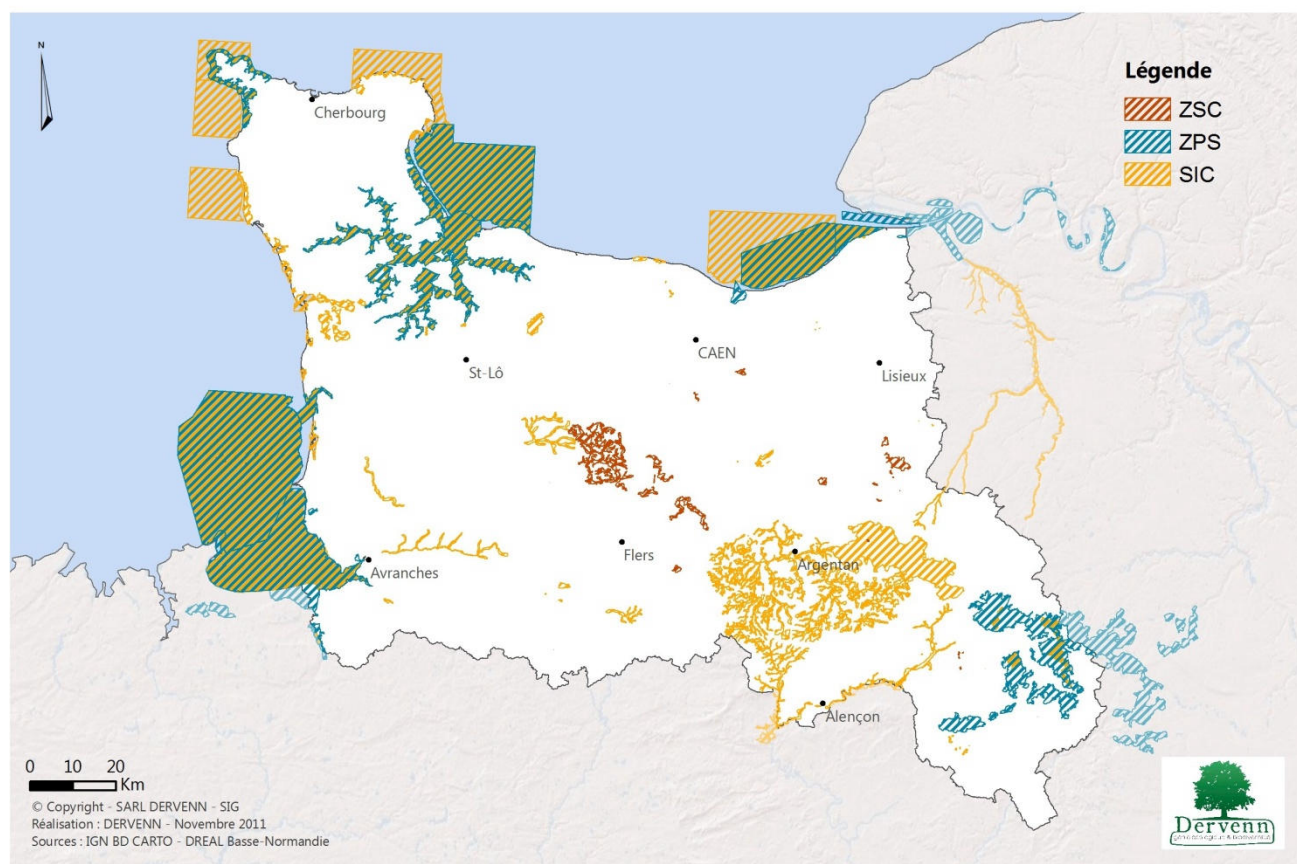 N
Légende
ZSC
ZPS
SIC
Cherbourg
CAEN
St-Lô
Lisieux
Flers
Argentan
Avranches
Alençon
0 10 20
Km
© Copyright - SARL DERVENN - SIG
Réalisation : DERVENN - Novembre 2011
Sources : IGN BD CARTO - DREAL Basse-Normandie
Dervenn